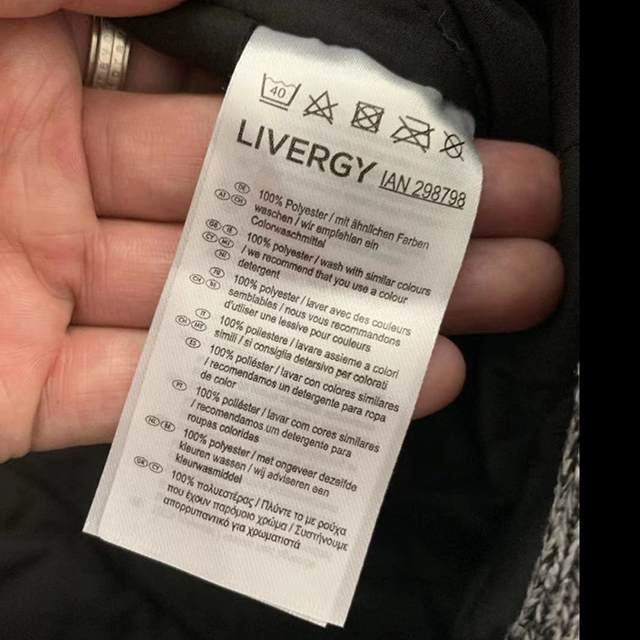 40
LIVERGY IAN 298798
DE AT CH 100% Polyester / mit ähnlichen Farben
waschen / wir empfehlen ein
Colorwaschmittel
GB IE CY MT NI 100% polyester / wash with similar colours
/ we recommend that you use a colour
detergent
FR CH BE 100% polyester / laver avec des couleurs
semblables / nous vous recommandons
d'utiliser une lessive pour couleurs
IT CH MT 100% poliestere / lavare assieme a colori
simili / si consiglia detersivo per colorati
ES 100% poliéster / lavar con colores similares
/ recomendamos un detergente para ropa
de color
PT 100% poliéster / lavar com cores similares
/ recomendamos um detergente para
roupas coloridas
NL BE 100% polyester / met ongeveer dezelfde
kleuren wassen / wij adviseren een
kleurwasmiddel
GR CY 100% πολυεστέρας / Πλύντε το με ρούχα
που έχουν παρόμοιο χρώμα / Συστήνουμε
απορρυπαντικό για χρωματιστά